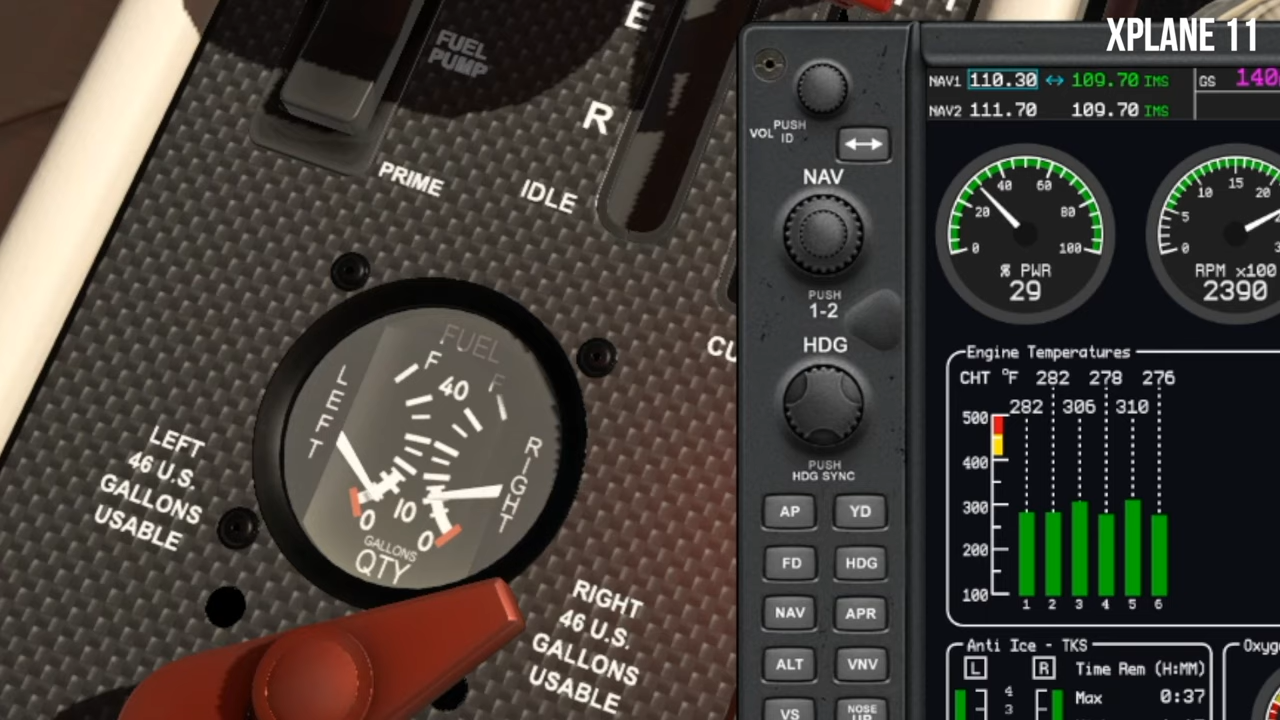 XPLANE 11
FUEL
PUMP
E
R
PRIME
IDLE
CU
LEFT
46 U.S.
GALLONS
USABLE
FUEL
F
40
F
LEFT
RIGHT
10
0
0
GALLONS
QTY
RIGHT
46 U.S.
GALLONS
USABLE
VOL PUSH
ID
NAV
PUSH
1-2
HDG
PUSH
HDG SYNC
AP YD
FD HDG
NAV APR
ALT VNV
VS NOSE
UP
NAV1 110.30 ↔ 109.70 IMS GS 140
NAV2 111.70 109.70 IMS
0 20 40 60 80 100
% PWR
29
0 5 10 15 20
RPM x100
2390
Engine Temperatures
CHT °F 282 278 276
282 306 310
500
400
300
200
100
1 2 3 4 5 6
Anti Ice - TKS
L R Time Rem (H:MM)
4
3
Max 0:37
Oxyge